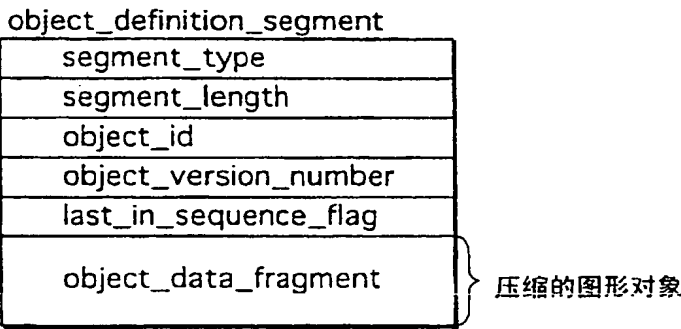 object_definition_segment
segment_type
segment_length
object_id
object_version_number
last_in_sequence_flag
object_data_fragment
压缩的图形对象